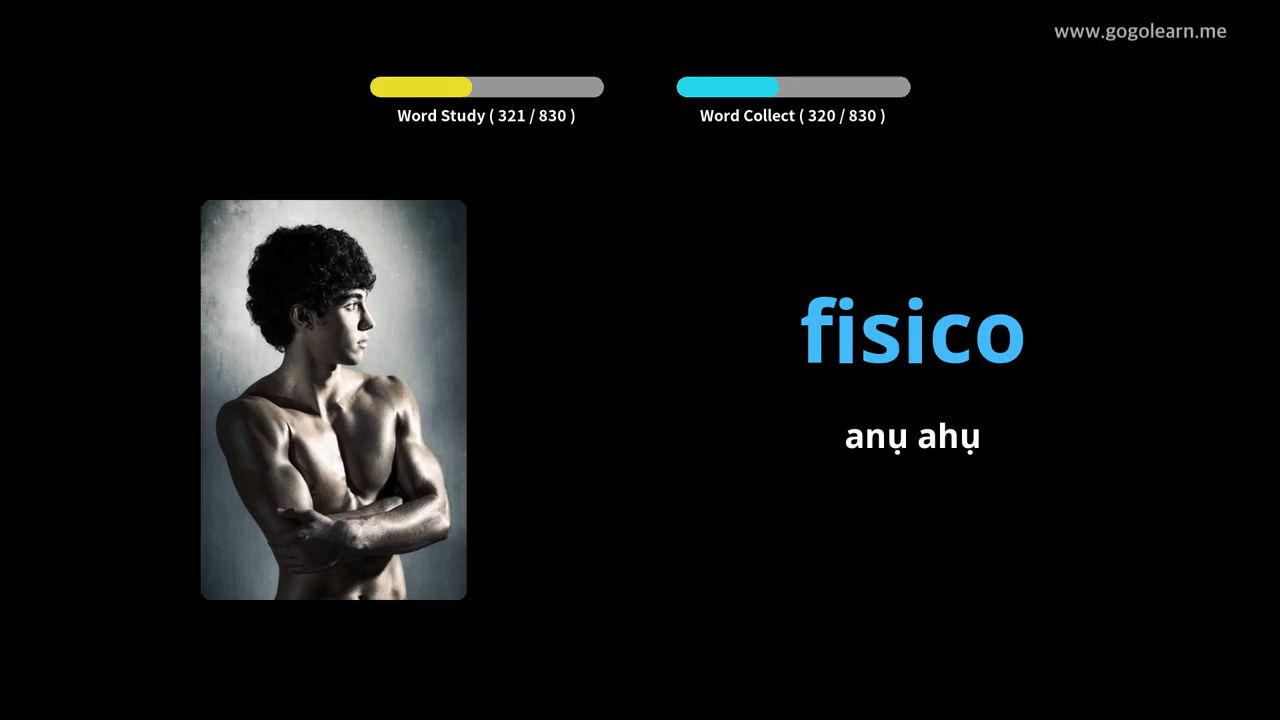 www.gogolearn.me
Word Study ( 321 / 830 )
Word Collect ( 320 / 830 )
fisico
anụ ahụ